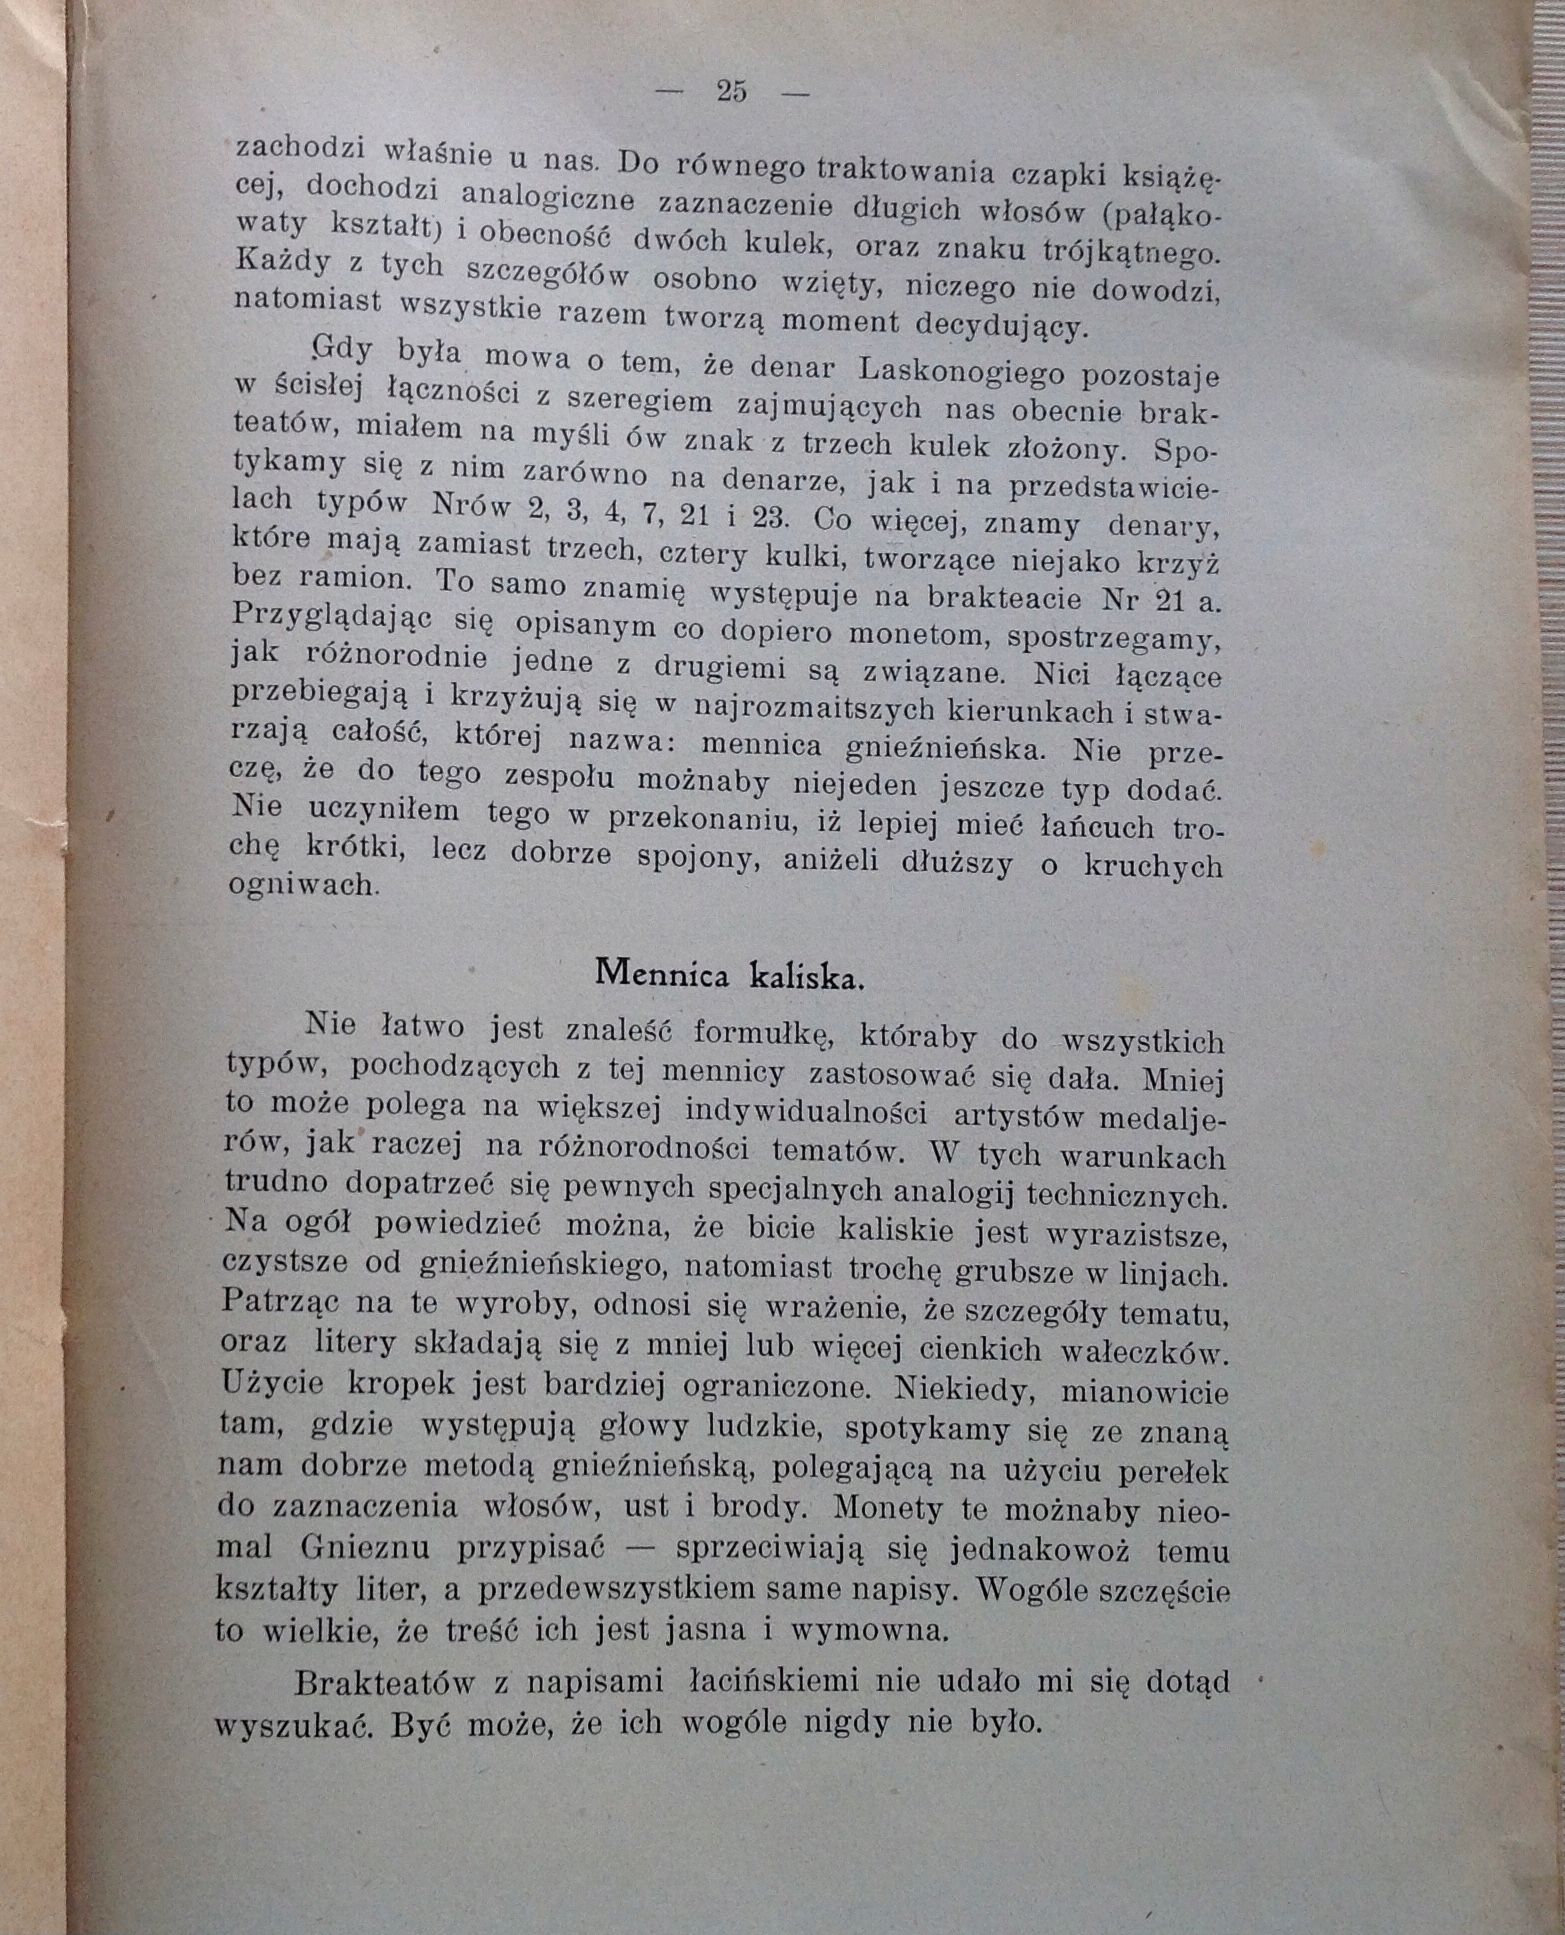 — 25 —
zachodzi właśnie u nas. Do równego traktowania czapki książę-
cej, dochodzi analogiczne zaznaczenie długich włosów (pałąko-
waty kształt) i obecność dwóch kulek, oraz znaku trójkątnego.
Każdy z tych szczegółów osobno wzięty, niczego nie dowodzi,
natomiast wszystkie razem tworzą moment decydujący.
Gdy była mowa o tem, że denar Laskonogiego pozostaje
w ścisłej łączności z szeregiem zajmujących nas obecnie brak-
teatów, miałem na myśli ów znak z trzech kulek złożony. Spo-
tykamy się z nim zarówno na denarze, jak i na przedstawicie-
lach typów Nrów 2, 3, 4, 7, 21 i 23. Co więcej, znamy denary,
które mają zamiast trzech, cztery kulki, tworzące niejako krzyż
bez ramion. To samo znamię występuje na brakteacie Nr 21 a.
Przyglądając się opisanym co dopiero monetom, spostrzegamy,
jak różnorodnie jedne z drugiemi są związane. Nici łączące
przebiegają i krzyżują się w najrozmaitszych kierunkach i stwa-
rzają całość, której nazwa: mennica gnieźnieńska. Nie prze-
czę, że do tego zespołu możnaby niejeden jeszcze typ dodać.
Nie uczyniłem tego w przekonaniu, iż lepiej mieć łańcuch tro-
chę krótki, lecz dobrze spojony, aniżeli dłuższy o kruchych
ogniwach.
Mennica kaliska.
Nie łatwo jest znaleść formułkę, któraby do wszystkich
typów, pochodzących z tej mennicy zastosować się dała. Mniej
to może polega na większej indywidualności artystów medalje-
rów, jak raczej na różnorodności tematów. W tych warunkach
trudno dopatrzeć się pewnych specjalnych analogij technicznych.
Na ogół powiedzieć można, że bicie kaliskie jest wyrazistsze,
czystsze od gnieźnieńskiego, natomiast trochę grubsze w linjach.
Patrząc na te wyroby, odnosi się wrażenie, że szczegóły tematu,
oraz litery składają się z mniej lub więcej cienkich wałeczków.
Użycie kropek jest bardziej ograniczone. Niekiedy, mianowicie
tam, gdzie występują głowy ludzkie, spotykamy się ze znaną
nam dobrze metodą gnieźnieńską, polegającą na użyciu perełek
do zaznaczenia włosów, ust i brody. Monety te możnaby nieo-
mal Gnieznu przypisać — sprzeciwiają się jednakowoż temu
kształty liter, a przedewszystkiem same napisy. Wogóle szczęście
to wielkie, że treść ich jest jasna i wymowna.
Brakteatów z napisami łacińskiemi nie udało mi się dotąd
wyszukać. Być może, że ich wogóle nigdy nie było.